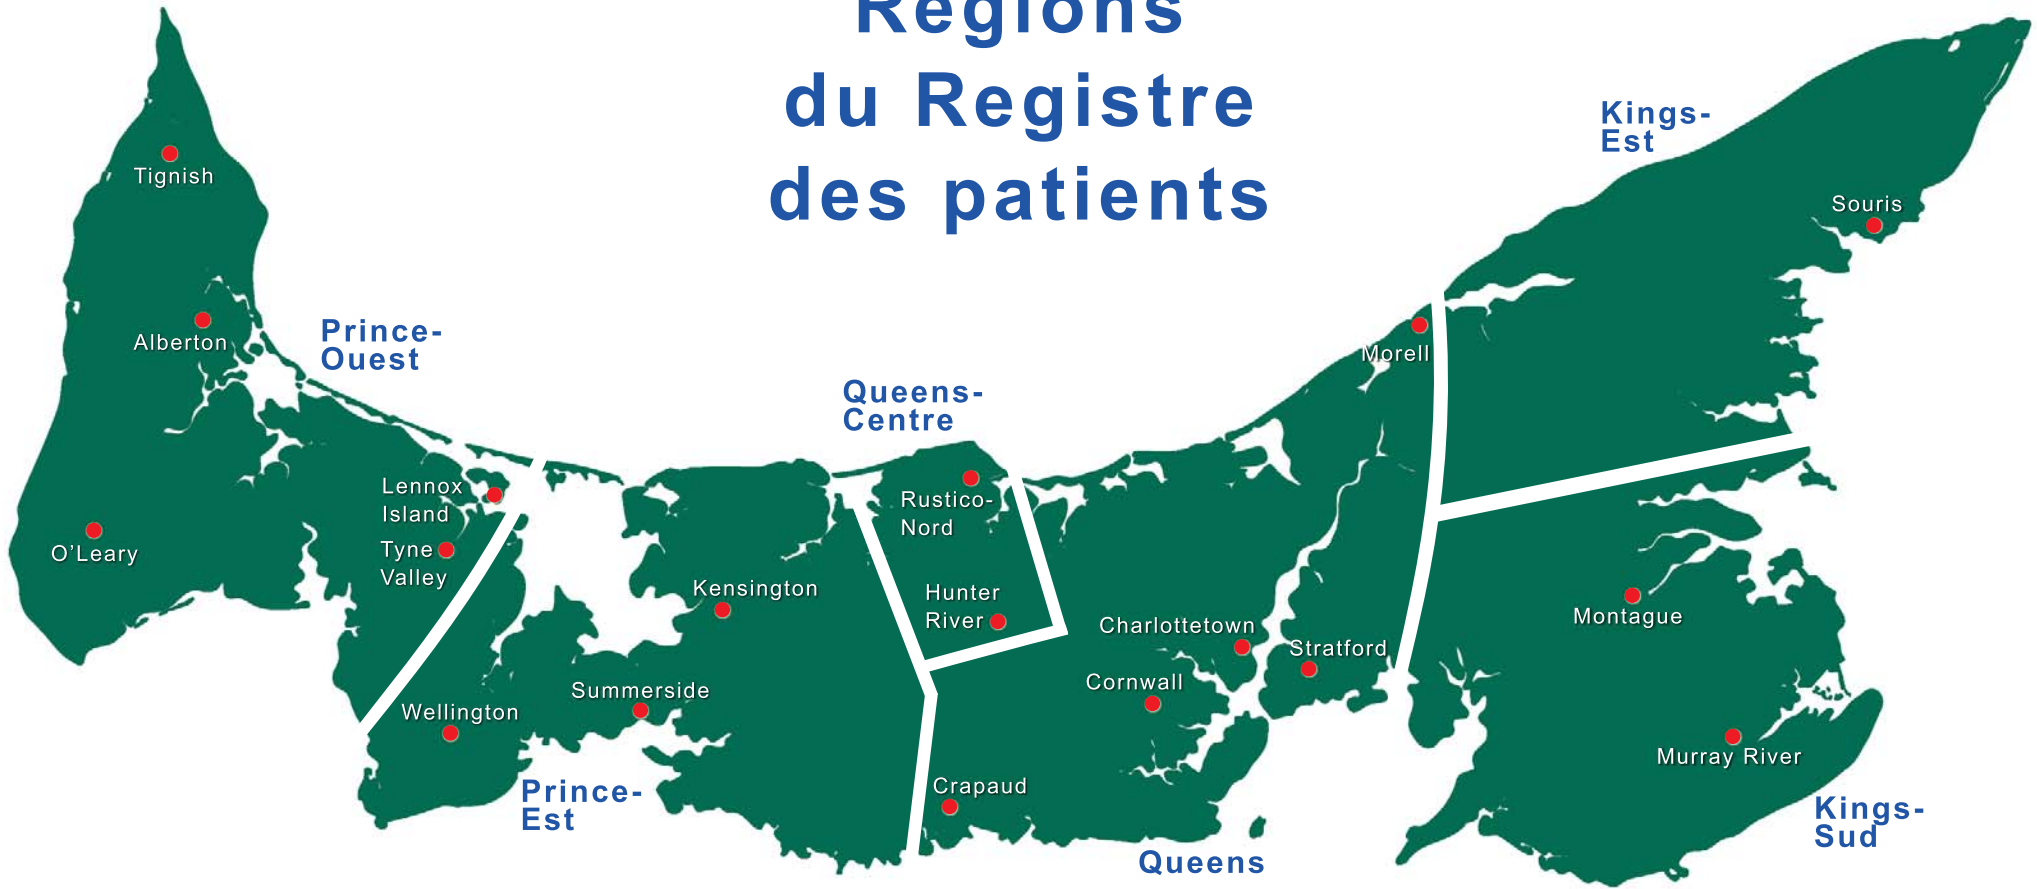 Régions
du Registre
des patients
Kings-
Est
Tignish
Souris
Alberton
Prince-
Ouest
Morell
Queens-
Centre
Lennox
Island
Rustico-
Nord
O'Leary
Tyne
Valley
Kensington
Hunter
River
Montague
Charlottetown
Stratford
Cornwall
Summerside
Wellington
Murray River
Crapaud
Prince-
Est
Kings-
Sud
Queens